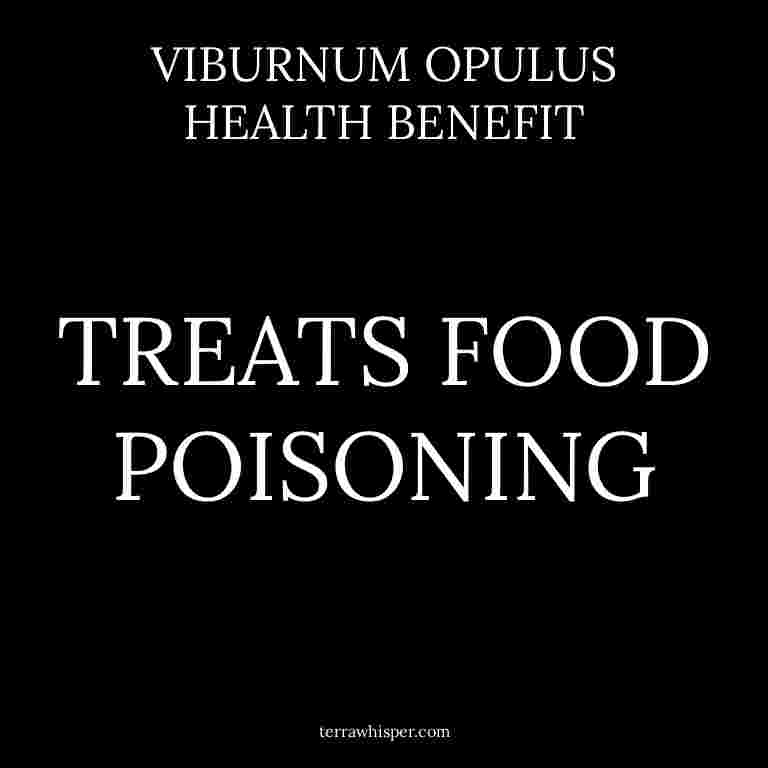 VIBURNUM OPULUS
HEALTH BENEFIT
TREATS FOOD
POISONING
terrawhisper.com